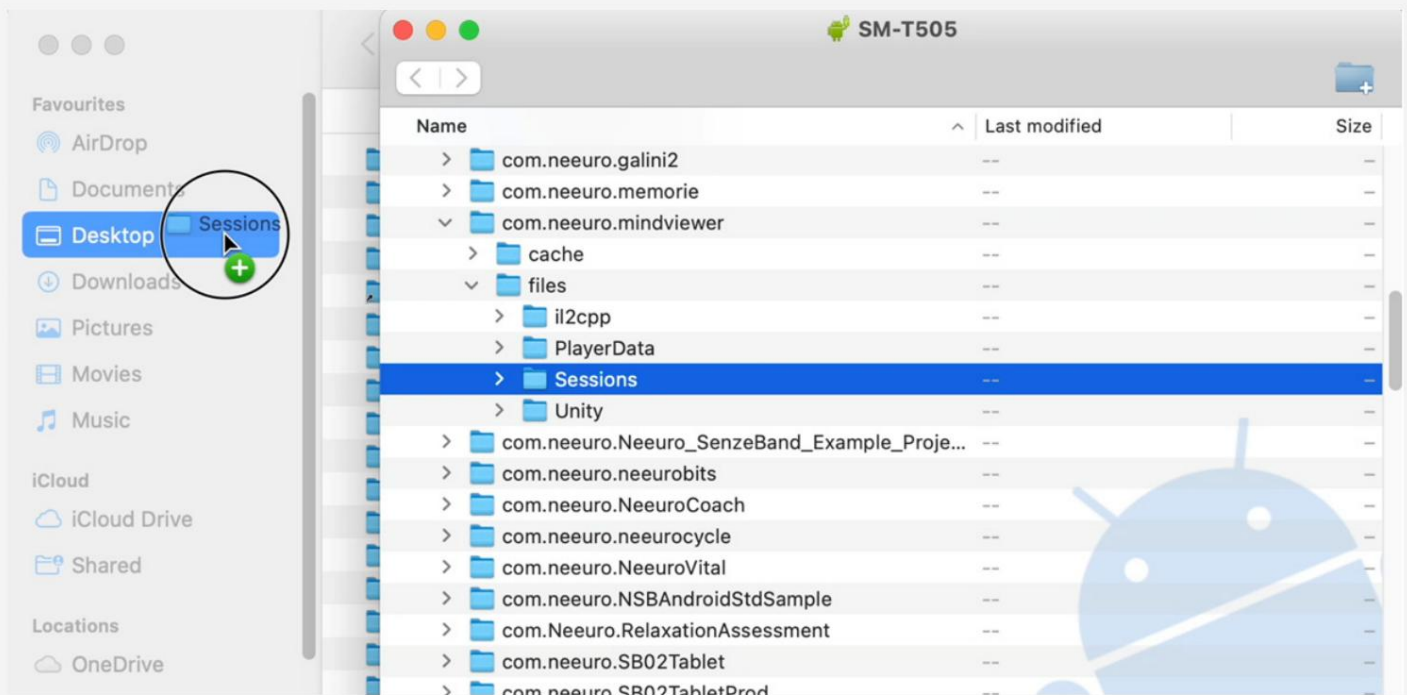 SM-T505
Favourites
AirDrop
Documents
Desktop
Sessions
Downloads
Pictures
Movies
Music
iCloud
iCloud Drive
Shared
Locations
OneDrive
Name Last modified Size
com.neeuro.galini2 -- --
com.neeuro.memorie -- --
com.neeuro.mindviewer -- --
cache -- --
files -- --
il2cpp -- --
PlayerData -- --
Sessions -- --
Unity -- --
com.neeuro.Neeuro_SenzeBand_Example_Proje... -- --
com.neeuro.neeurobits -- --
com.neeuro.NeeuroCoach -- --
com.neeuro.neeurocycle -- --
com.neeuro.NeeuroVital -- --
com.neeuro.NSBAndroidStdSample -- --
com.Neeuro.RelaxationAssessment -- --
com.neeuro.SB02Tablet -- --
com.neeuro.SB02TabletProd -- --